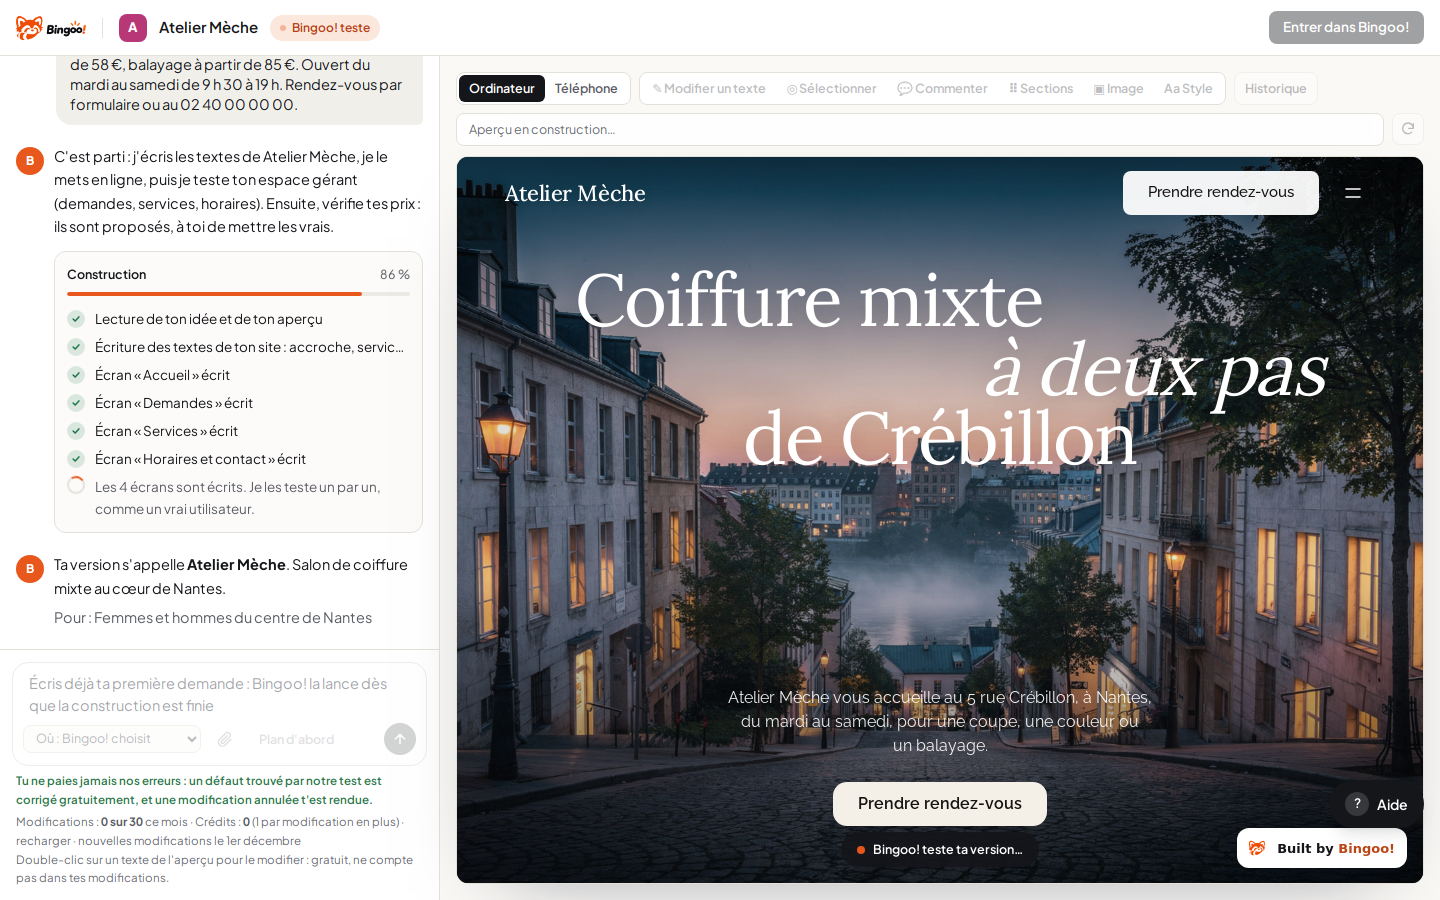 Bingoo!
A
Atelier Mèche
Bingoo! teste
Entrer dans Bingoo!
de 58 €, balayage à partir de 85 €. Ouvert du
mardi au samedi de 9 h 30 à 19 h. Rendez-vous par
formulaire ou au 02 40 00 00 00.
B
C'est parti : j'écris les textes de Atelier Mèche, je le
mets en ligne, puis je teste ton espace gérant
(demandes, services, horaires). Ensuite, vérifie tes prix :
ils sont proposés, à toi de mettre les vrais.
Construction
86 %
Lecture de ton idée et de ton aperçu
Écriture des textes de ton site : accroche, servic…
Écran « Accueil » écrit
Écran « Demandes » écrit
Écran « Services » écrit
Écran « Horaires et contact » écrit
Les 4 écrans sont écrits. Je les teste un par un,
comme un vrai utilisateur.
B
Ta version s'appelle Atelier Mèche. Salon de coiffure
mixte au cœur de Nantes.
Pour : Femmes et hommes du centre de Nantes
Écris déjà ta première demande : Bingoo! la lance dès
que la construction est finie
Où : Bingoo! choisit
Plan d'abord
Tu ne paies jamais nos erreurs : un défaut trouvé par notre test est
corrigé gratuitement, et une modification annulée t'est rendue.
Modifications : 0 sur 30 ce mois · Crédits : 0 (1 par modification en plus) ·
recharger · nouvelles modifications le 1er décembre
Double-clic sur un texte de l'aperçu pour le modifier : gratuit, ne compte
pas dans tes modifications.
Ordinateur
Téléphone
Modifier un texte
Sélectionner
Commenter
Sections
Image
Aa Style
Historique
Aperçu en construction…
Atelier Mèche
Prendre rendez-vous
Coiffure mixte
à deux pas
de Crébillon
Atelier Mèche vous accueille au 5 rue Crébillon, à Nantes,
du mardi au samedi, pour une coupe, une couleur ou
un balayage.
Prendre rendez-vous
Bingoo! teste ta version…
? Aide
Built by Bingoo!